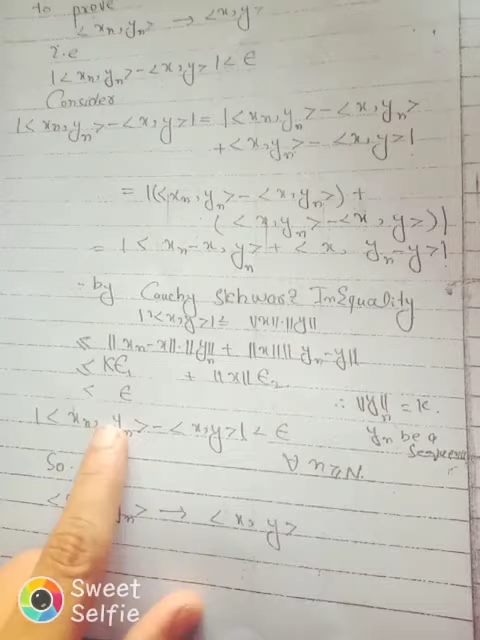 to prove
<xn, yn> → <x, y>
i.e
|<xn, yn> - <x, y>| < ε
Consider
|<xn, yn> - <x, y>| = |<xn, yn> - <x, yn>
+ <x, yn> - <x, y>|
= |(<xn, yn> - <x, yn>) +
(<x, yn> - <x, y>)|
= |<xn - x, yn> + <x, yn - y>|
∴ by Cauchy Schwarz InEquality
|<x, y>| ≤ ||x||·||y||
≤ ||xn - x||·||yn + ||x|| || yn - y||
≤ Kε1 + ||x|| ε2
< ε ∴ ||y||n = K.
|<xn, yn> - <x, y>| < ε yn be a
So. ∀ n ≥ N.
yn> → <x, y>
Sweet
Selfie